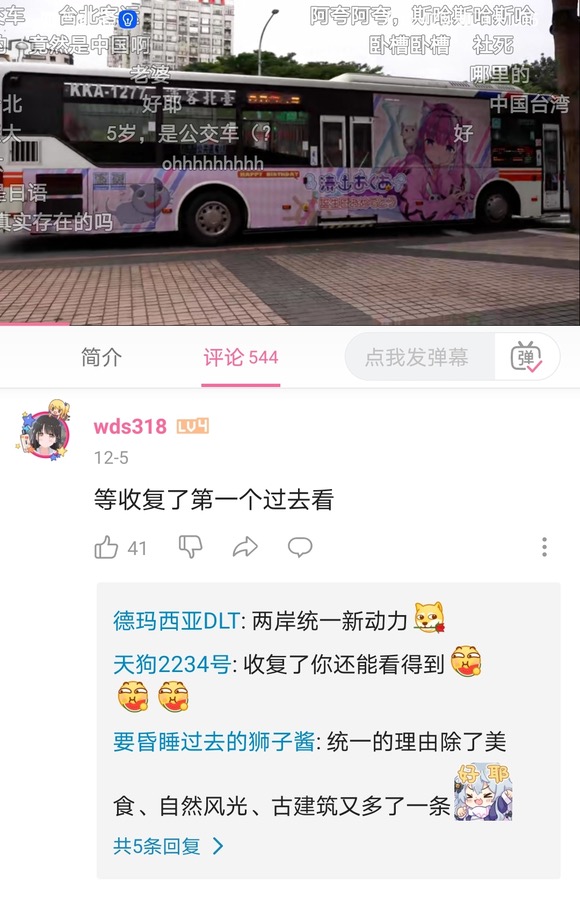 交车 台北客运 阿夸阿夸，斯哈斯哈斯哈
竟然是中国啊 卧槽卧槽 社死
老婆 哪里的
KKA-1277
北 好耶 中国台湾
大 5岁，是公交车（？ 好
ohhhhhhhhh
HAPPY BIRTHDAY
湊あくあ
是日语
真实存在的吗
简介 评论 544 点我发弹幕 弹
wds318 LV4
12-5
等收复了第一个过去看
41
德玛西亚DLT: 两岸统一新动力
天狗2234号: 收复了你还能看得到
要昏睡过去的狮子酱: 统一的理由除了美
食、自然风光、古建筑又多了一条 好耶
共5条回复